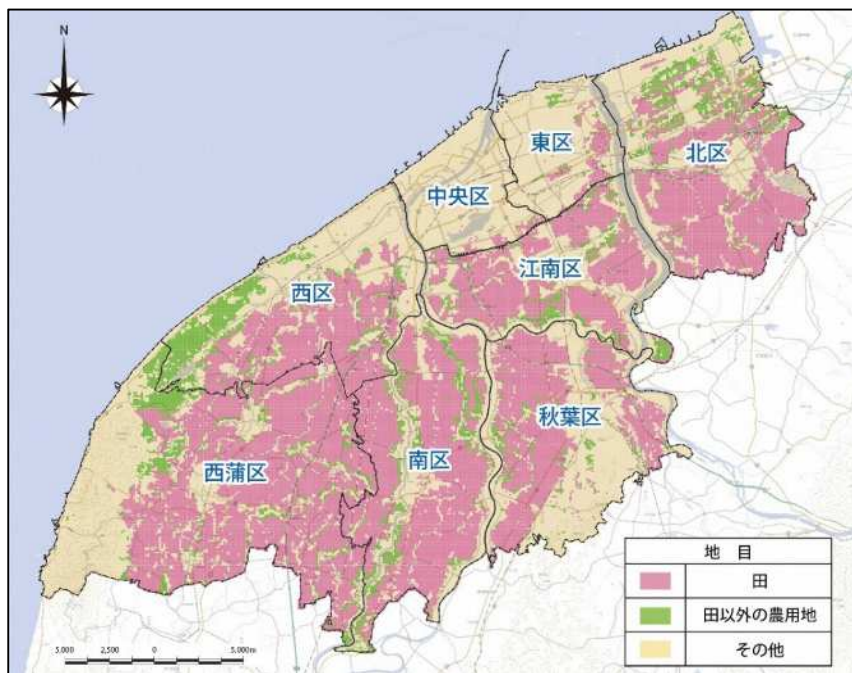 N
東区
北区
中央区
江南区
西区
秋葉区
南区
西蒲区
地 目
田
田以外の農用地
その他
5,000 2,500 0 5,000m